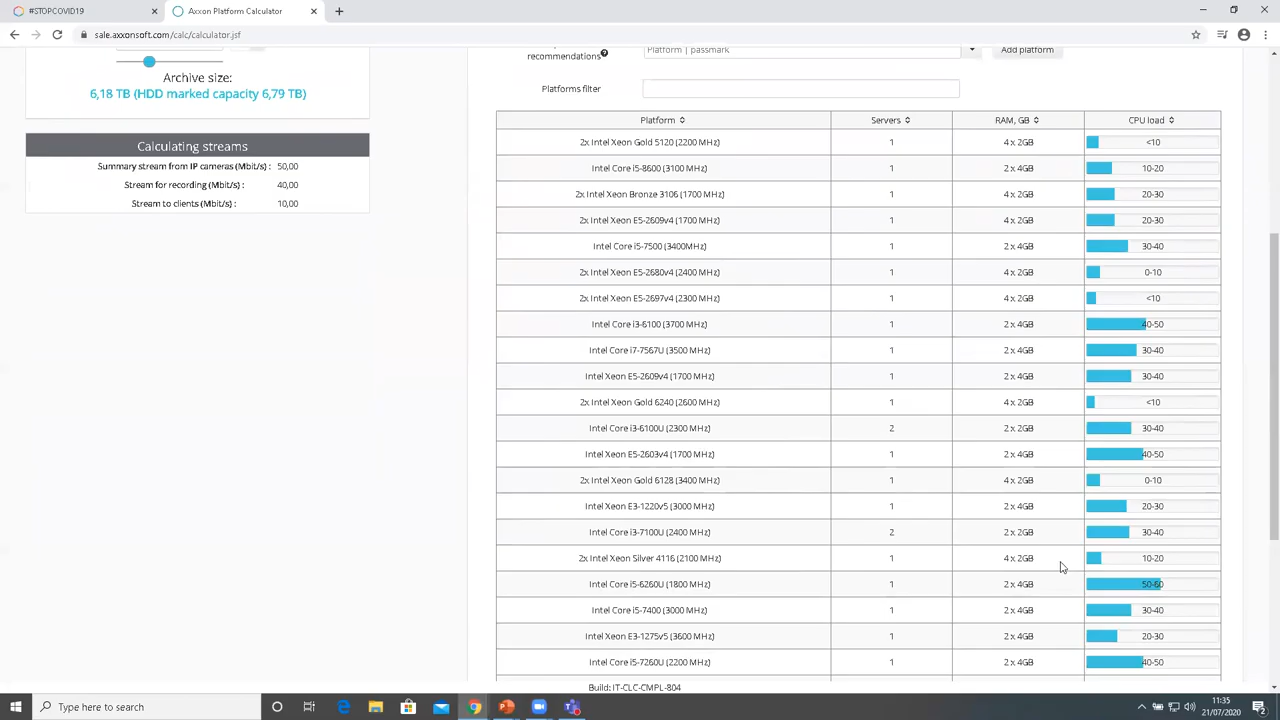 #STOPCOVID19
Axxon Platform Calculator
sale.axxonsoft.com/calc/calculator.jsf
recommendations
Platform | passmark
Add platform
Archive size:
6,18 TB (HDD marked capacity 6,79 TB)
Platforms filter
Calculating streams
Summary stream from IP cameras (Mbit/s) : 50,00
Stream for recording (Mbit/s) : 40,00
Stream to clients (Mbit/s) : 10,00
Platform Servers RAM, GB CPU load
2x Intel Xeon Gold 5120 (2200 MHz) 1 4 x 2GB <10
Intel Core i5-8600 (3100 MHz) 1 2 x 4GB 10-20
2x Intel Xeon Bronze 3106 (1700 MHz) 1 4 x 2GB 20-30
2x Intel Xeon E5-2609v4 (1700 MHz) 1 4 x 2GB 20-30
Intel Core i5-7500 (3400MHz) 1 2 x 4GB 30-40
2x Intel Xeon E5-2680v4 (2400 MHz) 1 4 x 2GB 0-10
2x Intel Xeon E5-2697v4 (2300 MHz) 1 4 x 2GB <10
Intel Core i3-6100 (3700 MHz) 1 2 x 4GB 40-50
Intel Core i7-7567U (3500 MHz) 1 2 x 4GB 30-40
Intel Xeon E5-2609v4 (1700 MHz) 1 2 x 4GB 30-40
2x Intel Xeon Gold 6240 (2600 MHz) 1 4 x 2GB <10
Intel Core i3-6100U (2300 MHz) 2 2 x 2GB 30-40
Intel Xeon E5-2603v4 (1700 MHz) 1 2 x 4GB 40-50
2x Intel Xeon Gold 6128 (3400 MHz) 1 4 x 2GB 0-10
Intel Xeon E3-1220v5 (3000 MHz) 1 2 x 4GB 20-30
Intel Core i3-7100U (2400 MHz) 2 2 x 2GB 30-40
2x Intel Xeon Silver 4116 (2100 MHz) 1 4 x 2GB 10-20
Intel Core i5-6260U (1800 MHz) 1 2 x 4GB 50-60
Intel Core i5-7400 (3000 MHz) 1 2 x 4GB 30-40
Intel Xeon E3-1275v5 (3600 MHz) 1 2 x 4GB 20-30
Intel Core i5-7260U (2200 MHz) 1 2 x 4GB 40-50
Build: IT-CLC-CMPL-804
Type here to search
11:35
21/07/2020
2